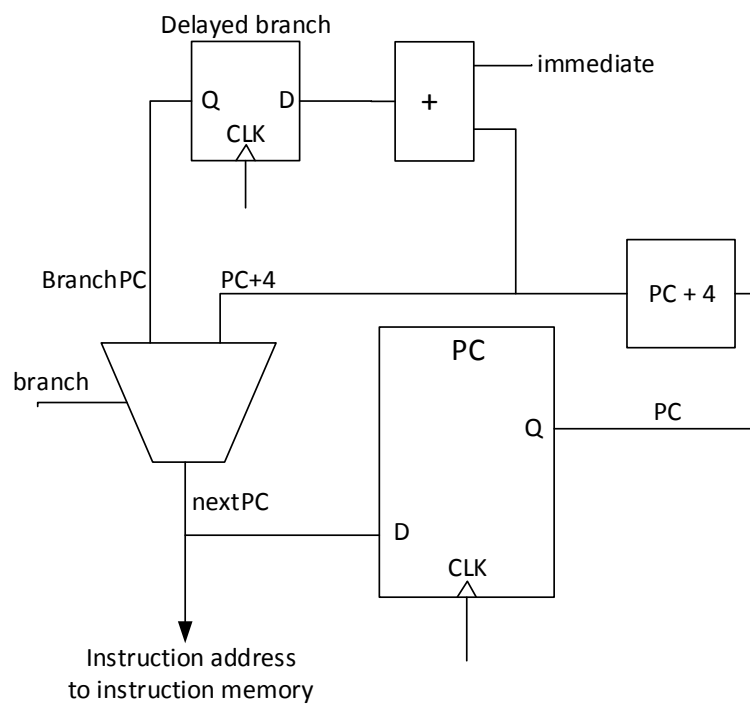 Delayed branch
immediate
Q
D
+
CLK
BranchPC
PC+4
PC + 4
PC
branch
PC
Q
nextPC
D
CLK
Instruction address
to instruction memory